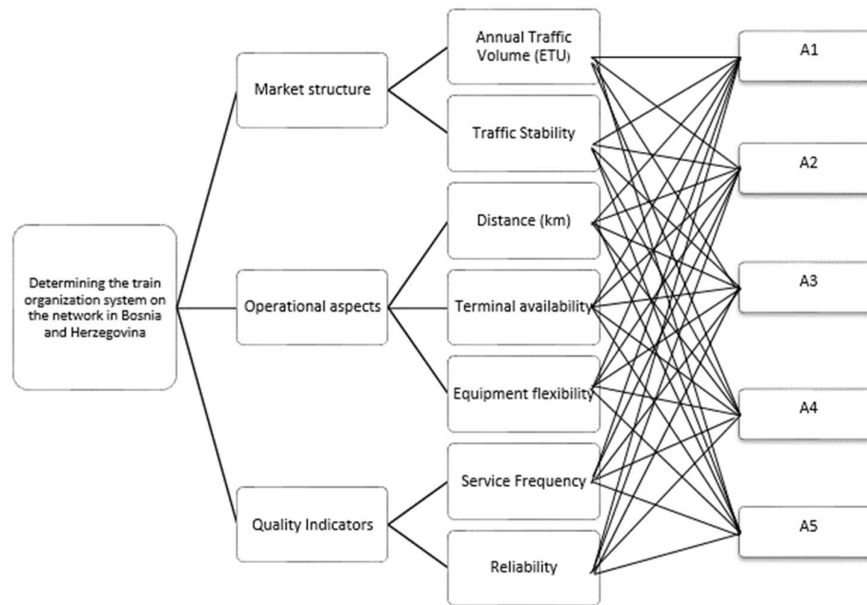 Annual Traffic
Volume (ETU)
A1
Market structure
Traffic Stability
A2
Distance (km)
Determining the train
organization system on
the network in Bosnia
and Herzegovina
Operational aspects
Terminal availability
A3
Equipment flexibility
A4
Service Frequency
Quality Indicators
A5
Reliability